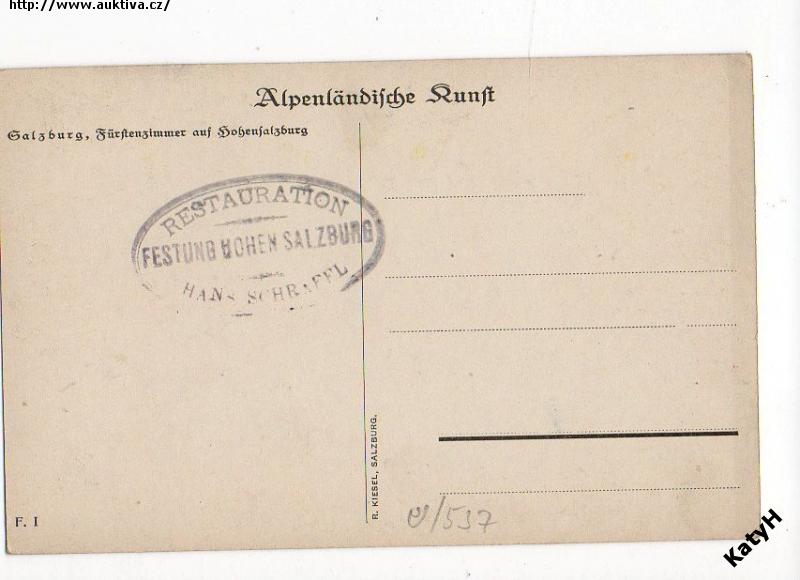 http://www.auktiva.cz/
Alpenländische Kunst
Salzburg, Fürstenzimmer auf Hohensalzburg
RESTAURATION
FESTUNG HOHEN SALZBURG
HANS SCHRAFFL
R. KIESEL, SALZBURG.
F. I
/537
KatyH